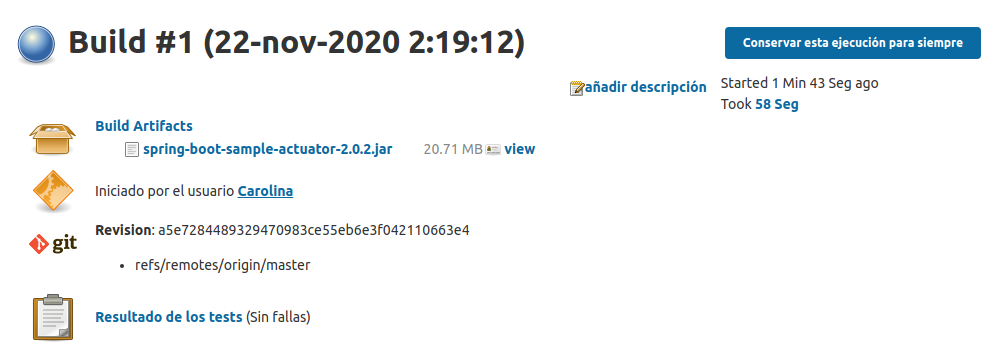 Build #1 (22-nov-2020 2:19:12)
Conservar esta ejecución para siempre
añadir descripción
Started 1 Min 43 Seg ago
Took 58 Seg
Build Artifacts
spring-boot-sample-actuator-2.0.2.jar 20.71 MB view
Iniciado por el usuario Carolina
git
Revision: a5e7284489329470983ce55eb6e3f042110663e4
refs/remotes/origin/master
Resultado de los tests (Sin fallas)